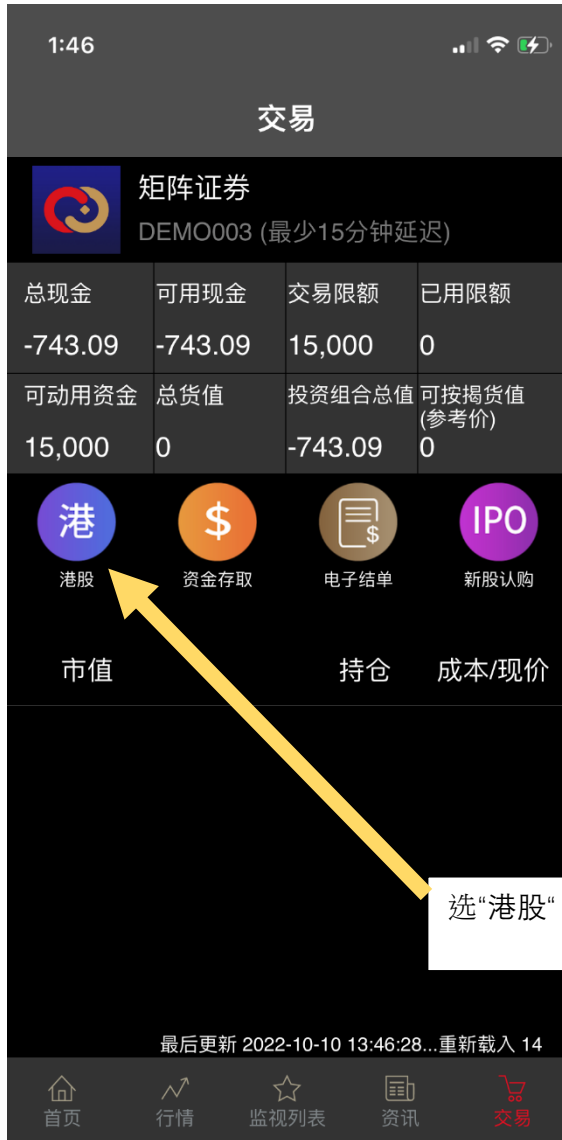 1:46
交易
矩阵证券
DEMO003 (最少15分钟延迟)
总现金 可用现金 交易限额 已用限额
-743.09 -743.09 15,000 0
可动用资金 总货值 投资组合总值 可按揭货值
(参考价)
15,000 0 -743.09 0
港 $ $ IPO
港股 资金存取 电子结单 新股认购
市值 持仓 成本/现价
选“港股“
最后更新 2022-10-10 13:46:28...重新载入 14
首页 行情 监视列表 资讯 交易